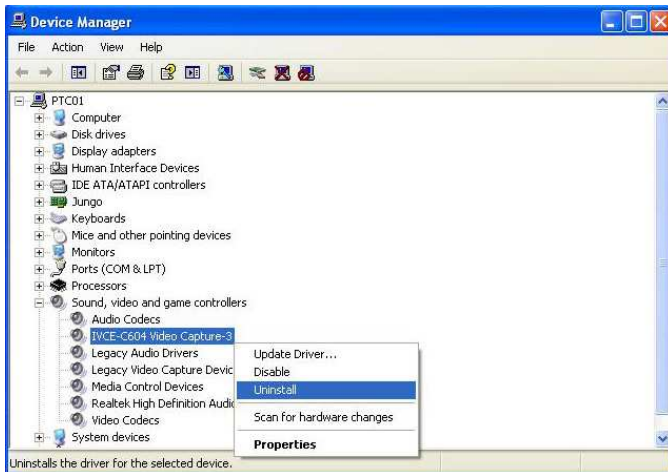 Device Manager
File Action View Help
PTC01
Computer
Disk drives
Display adapters
Human Interface Devices
IDE ATA/ATAPI controllers
Jungo
Keyboards
Mice and other pointing devices
Monitors
Ports (COM & LPT)
Processors
Sound, video and game controllers
Audio Codecs
IVCE-C604 Video Capture-3
Legacy Audio Drivers
Legacy Video Capture Devic
Media Control Devices
Realtek High Definition Audi
Video Codecs
System devices
Update Driver...
Disable
Uninstall
Scan for hardware changes
Properties
Uninstalls the driver for the selected device.